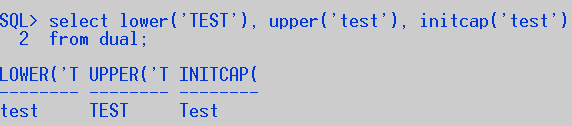 SQL> select lower('TEST'), upper('test'), initcap('test')
2 from dual;
LOWER('T UPPER('T INITCAP(
-------- -------- --------
test TEST Test